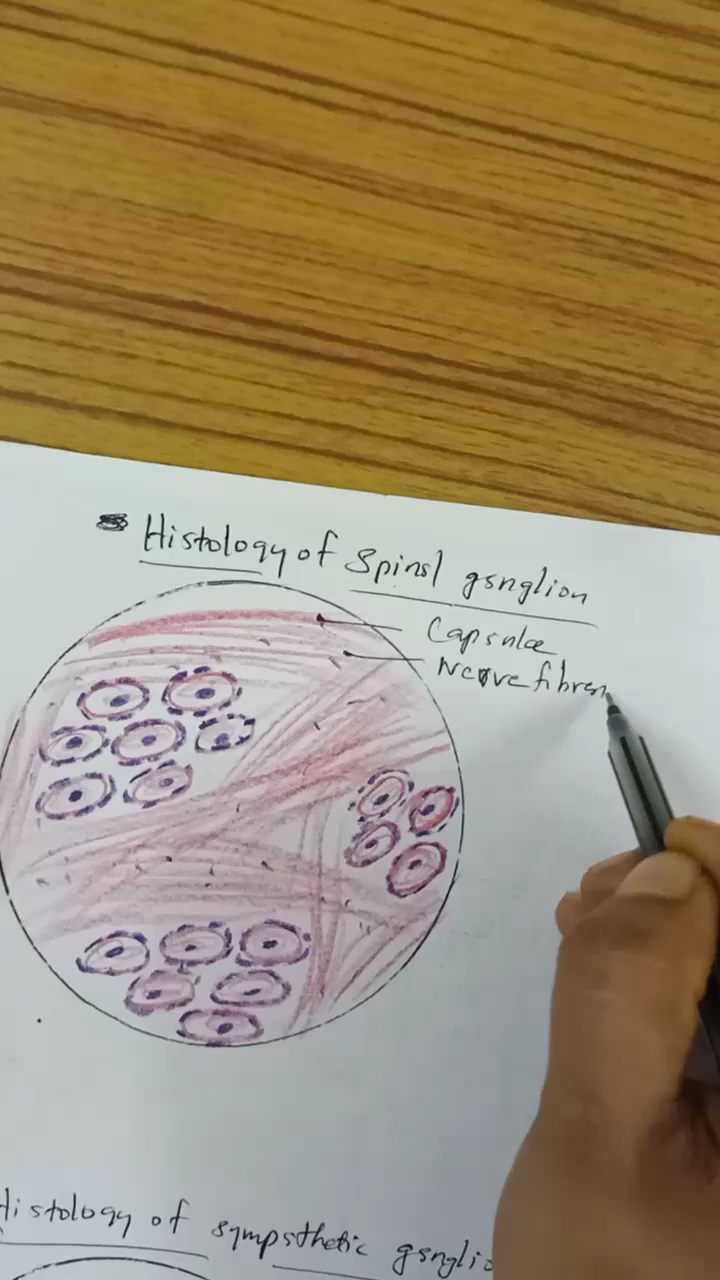 Histology of Spinal ganglion
Capsule
Nerve fibres
Histology of sympathetic ganglio